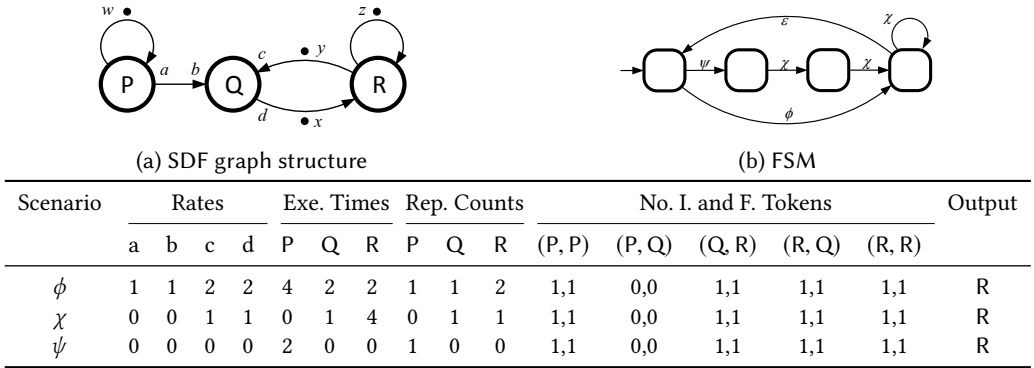 w z
c y χ ε
P a b Q R ψ χ χ
d x φ
(a) SDF graph structure (b) FSM
Scenario Rates Exe. Times Rep. Counts No. I. and F. Tokens Output
a b c d P Q R P Q R (P, P) (P, Q) (Q, R) (R, Q) (R, R)
ϕ 1 1 2 2 4 2 2 1 1 2 1,1 0,0 1,1 1,1 1,1 R
χ 0 0 1 1 0 1 4 0 1 1 1,1 0,0 1,1 1,1 1,1 R
ψ 0 0 0 0 2 0 0 1 0 0 1,1 0,0 1,1 1,1 1,1 R